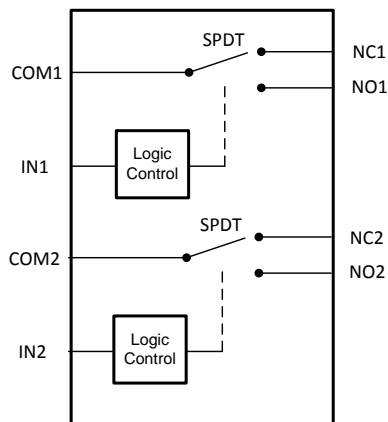 SPDT
NC1
COM1
NO1
IN1
Logic
Control
SPDT
NC2
COM2
NO2
IN2
Logic
Control